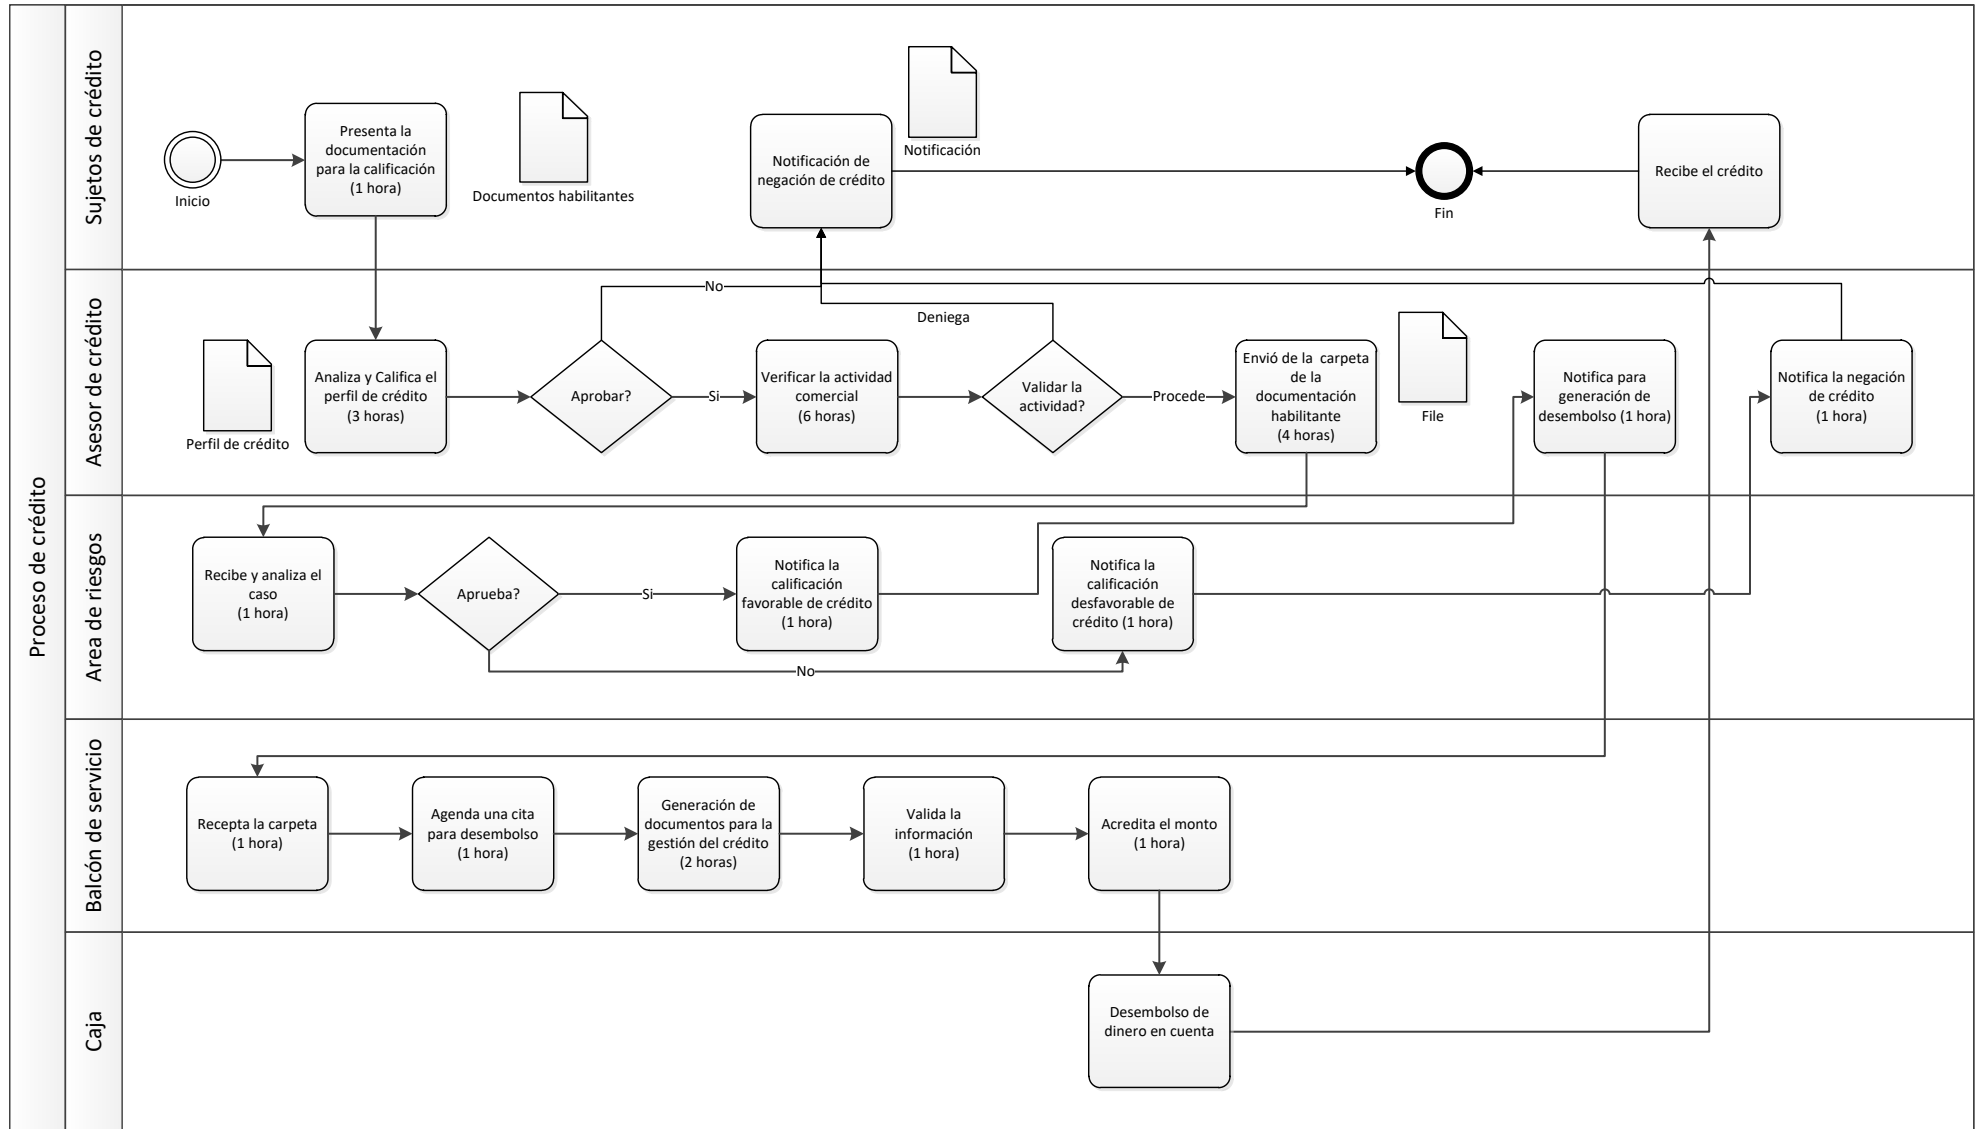 Proceso de crédito
Sujetos de crédito
Inicio
Presenta la
documentación
para la calificación
(1 hora)
Documentos habilitantes
Notificación de
negación de crédito
Notificación
Fin
Recibe el crédito
Asesor de crédito
Perfil de crédito
Analiza y Califica el
perfil de crédito
(3 horas)
Aprobar?
No
Si
Verificar la actividad
comercial
(6 horas)
Deniega
Validar la
actividad?
Procede
Envió de la  carpeta
de la
documentación
habilitante
(4 horas)
File
Notifica para
generación de
desembolso (1 hora)
Notifica la negación
de crédito
(1 hora)
Area de riesgos
Recibe y analiza el
caso
(1 hora)
Aprueba?
Si
No
Notifica la
calificación
favorable de crédito
(1 hora)
Notifica la
calificación
desfavorable de
crédito (1 hora)
Balcón de servicio
Recepta la carpeta
(1 hora)
Agenda una cita
para desembolso
(1 hora)
Generación de
documentos para la
gestión del crédito
(2 horas)
Valida la
información
(1 hora)
Acredita el monto
(1 hora)
Caja
Desembolso de
dinero en cuenta